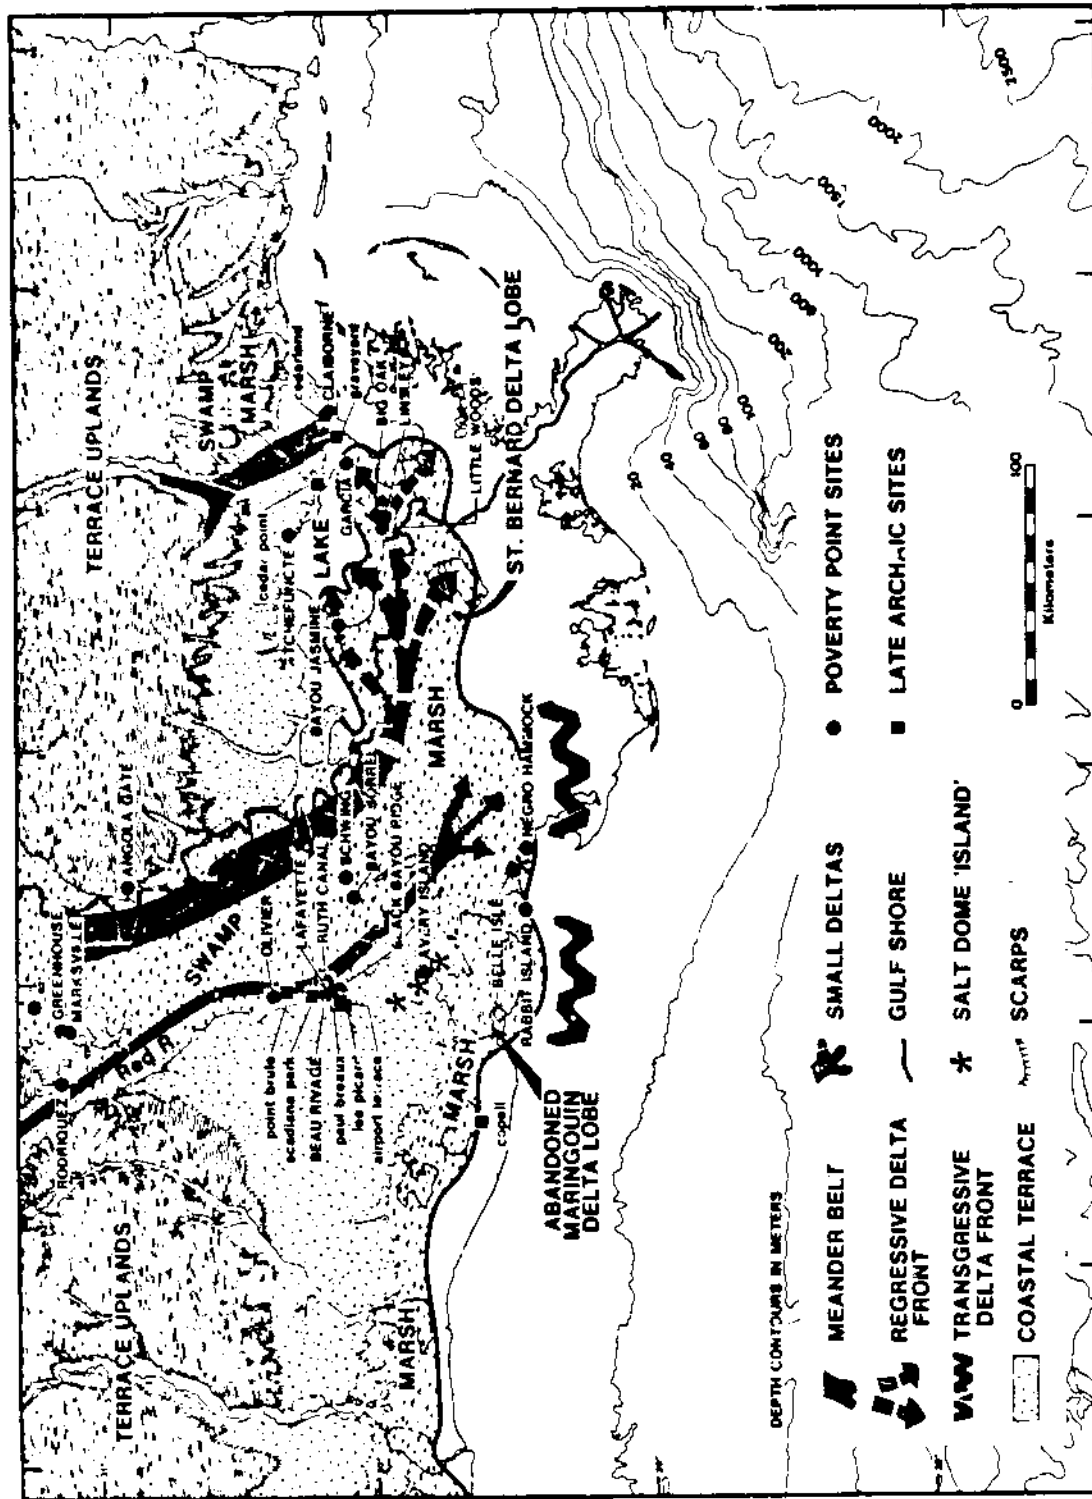 TERRACE UPLANDS
TERRACE UPLANDS
RODRIQUEZ
GREENHOUSE
MARKSVILLE
ANGOLA GATE
Red R
SWAMP
OLIVIER
LAFAYETTE
RUTH CANAL
SCHWING
BAYOU SORREL
BLACK BAYOU RIDGE
AVERY ISLAND
BELLE ISLE
RABBIT ISLAND
NEGRO HAMMOCK
point brule
acadiana park
BEAU RIVAGE
paul breaux
lee picard
airport terrace
MARSH
MARSH
MARSH
copell
ABANDONED
MARINGOUIN
DELTA LOBE
BAYOU JASMINE
TCHEFUNCTE
cedar point
LAKE
GARCIA
SWAMP
MARSH
cedarland
CLAIBORNE
graveyard
BIG OAK
LINSLEY
LITTLE WOODS
ST. BERNARD DELTA LOBE
20
40
60
80
100
200
600
1000
1500
2000
2500
DEPTH CONTOURS IN METERS
MEANDER BELT
REGRESSIVE DELTA
FRONT
TRANSGRESSIVE
DELTA FRONT
COASTAL TERRACE
SMALL DELTAS
GULF SHORE
SALT DOME 'ISLAND'
SCARPS
POVERTY POINT SITES
LATE ARCHAIC SITES
0 100
Kilometers